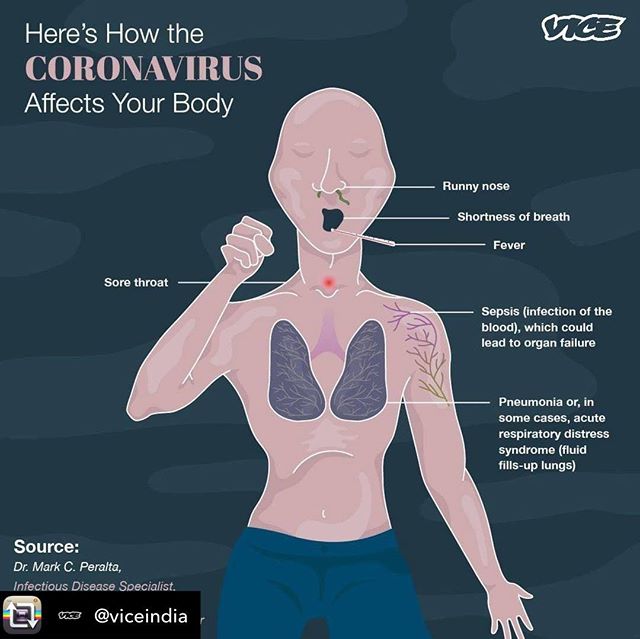 Here's How the
CORONAVIRUS
Affects Your Body
VICE
Runny nose
Shortness of breath
Fever
Sore throat
Sepsis (infection of the
blood), which could
lead to organ failure
Pneumonia or, in
some cases, acute
respiratory distress
syndrome (fluid
fills-up lungs)
Source:
Dr. Mark C. Peralta,
Infectious Disease Specialist,
VICE @viceindia